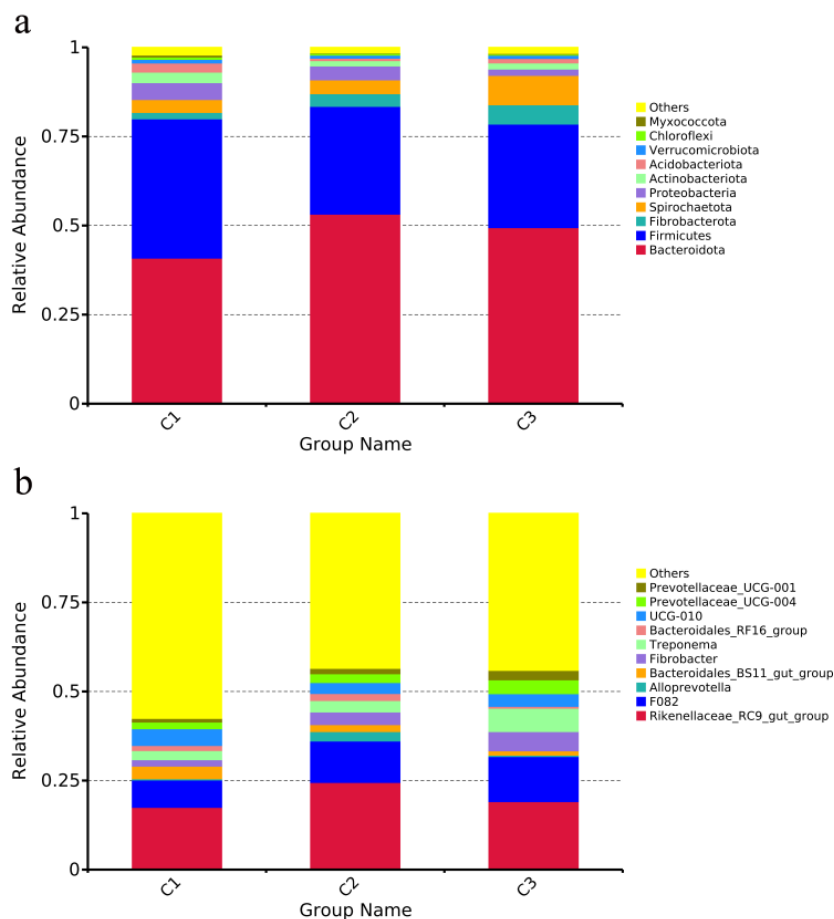 a
1
0.75
0.5
0.25
0
Relative Abundance
C1
C2
C3
Group Name
Others
Myxococcota
Chloroflexi
Verrucomicrobiota
Acidobacteriota
Actinobacteriota
Proteobacteria
Spirochaetota
Fibrobacterota
Firmicutes
Bacteroidota
b
1
0.75
0.5
0.25
0
Relative Abundance
C1
C2
C3
Group Name
Others
Prevotellaceae_UCG-001
Prevotellaceae_UCG-004
UCG-010
Bacteroidales_RF16_group
Treponema
Fibrobacter
Bacteroidales_BS11_gut_group
Alloprevotella
F082
Rikenellaceae_RC9_gut_group